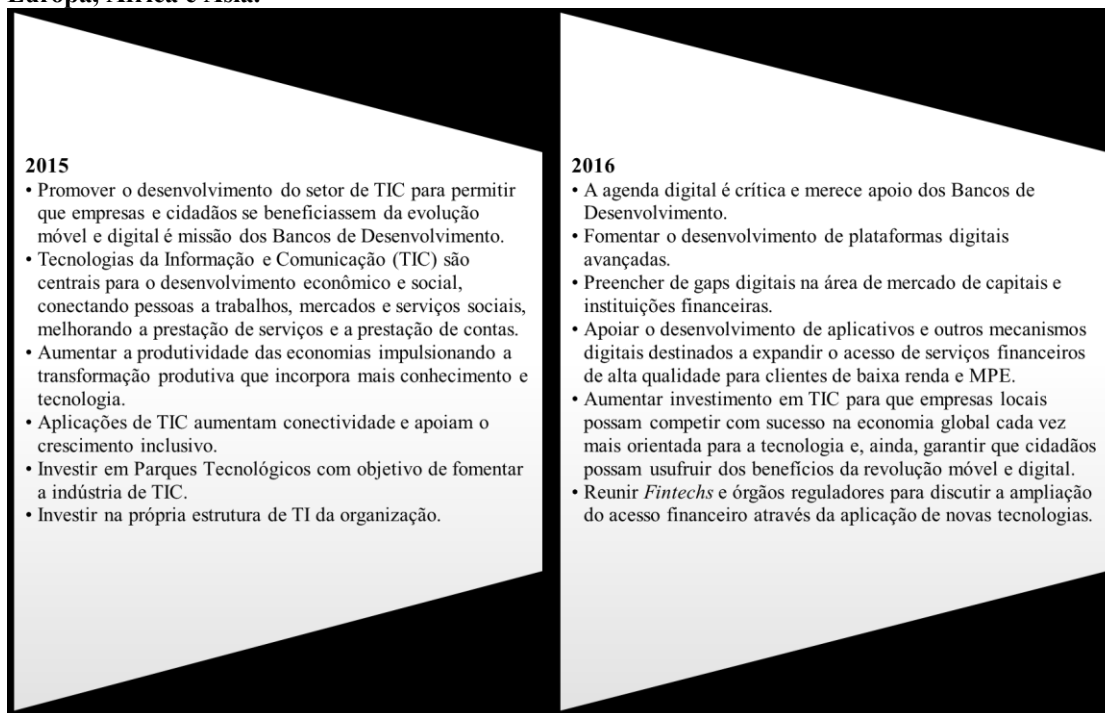 Europa, África e Ásia.
2015
• Promover o desenvolvimento do setor de TIC para permitir
que empresas e cidadãos se beneficiassem da evolução
móvel e digital é missão dos Bancos de Desenvolvimento.
• Tecnologias da Informação e Comunicação (TIC) são
centrais para o desenvolvimento econômico e social,
conectando pessoas a trabalhos, mercados e serviços sociais,
melhorando a prestação de serviços e a prestação de contas.
• Aumentar a produtividade das economias impulsionando a
transformação produtiva que incorpora mais conhecimento e
tecnologia.
• Aplicações de TIC aumentam conectividade e apoiam o
crescimento inclusivo.
• Investir em Parques Tecnológicos com objetivo de fomentar
a indústria de TIC.
• Investir na própria estrutura de TI da organização.
2016
• A agenda digital é crítica e merece apoio dos Bancos de
Desenvolvimento.
• Fomentar o desenvolvimento de plataformas digitais
avançadas.
• Preencher de gaps digitais na área de mercado de capitais e
instituições financeiras.
• Apoiar o desenvolvimento de aplicativos e outros mecanismos
digitais destinados a expandir o acesso de serviços financeiros
de alta qualidade para clientes de baixa renda e MPE.
• Aumentar investimento em TIC para que empresas locais
possam competir com sucesso na economia global cada vez
mais orientada para a tecnologia e, ainda, garantir que cidadãos
possam usufruir dos benefícios da revolução móvel e digital.
• Reunir Fintechs e órgãos reguladores para discutir a ampliação
do acesso financeiro através da aplicação de novas tecnologias.